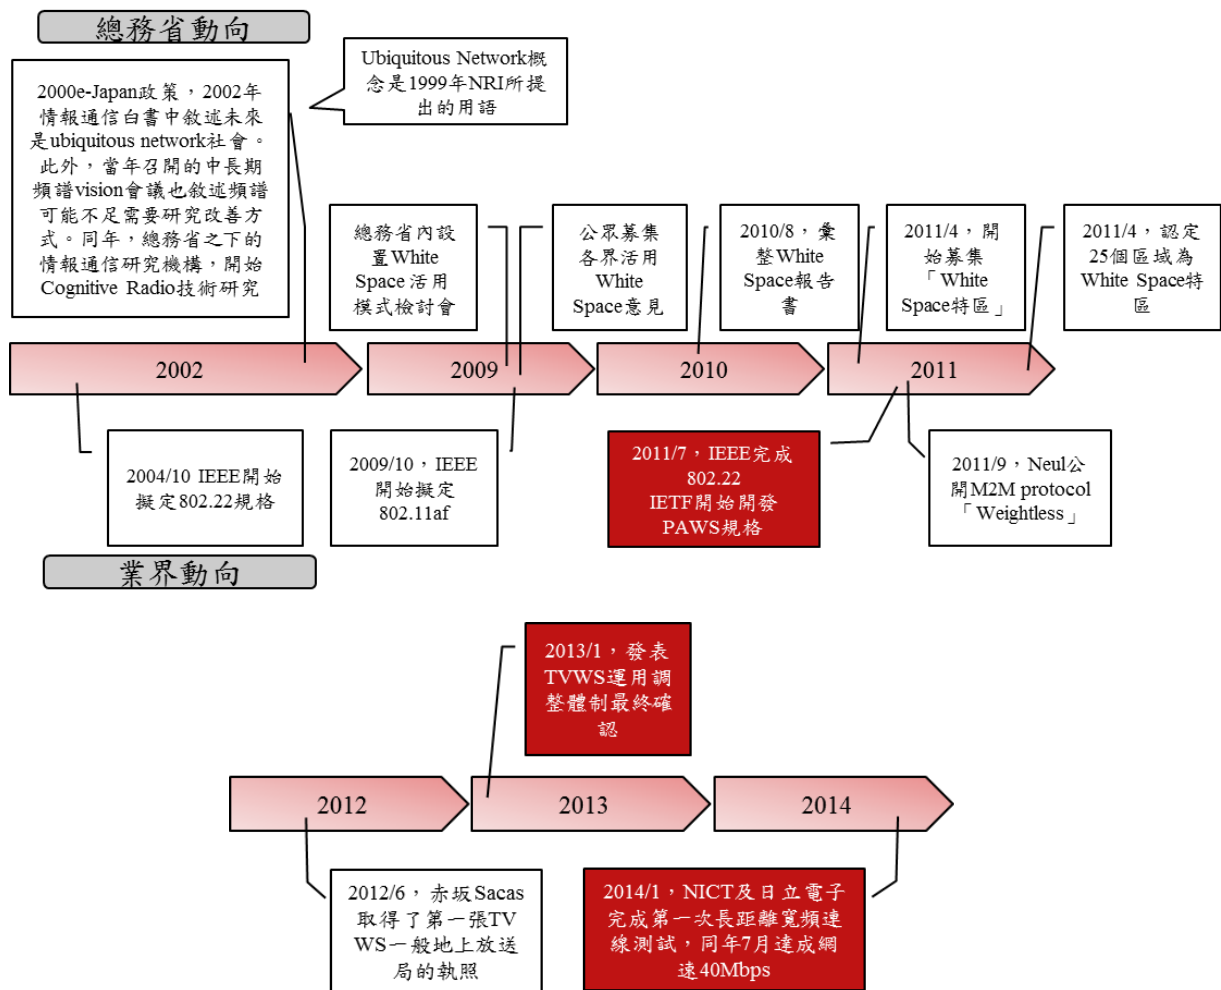 總務省動向
2000e-Japan政策，2002年
情報通信白書中敘述未來
是ubiquitous network社會。
此外，當年召開的中長期
頻譜vision會議也敘述頻譜
可能不足需要研究改善方
式。同年，總務省之下的
情報通信研究機構，開始
Cognitive Radio技術研究
Ubiquitous Network概
念是1999年NRI所提
出的用語
總務省內設
置White
Space 活用
模式檢討會
公眾募集
各界活用
White
Space意見
2010/8，彙
整White
Space報告
書
2011/4，開
始募集
「White
Space特區」
2011/4，認定
25個區域為
White Space特
區
2002
2009
2010
2011
2004/10 IEEE開始
擬定802.22規格
2009/10，IEEE
開始擬定
802.11af
2011/7，IEEE完成
802.22
IETF開始開發
PAWS規格
2011/9，Neul公
開M2M protocol
「Weightless」
業界動向
2013/1，發表
TVWS運用調
整體制最終確
認
2012
2013
2014
2012/6，赤坂Sacas
取得了第一張TV
WS一般地上放送
局的執照
2014/1，NICT及日立電子
完成第一次長距離寬頻連
線測試，同年7月達成網
速40Mbps